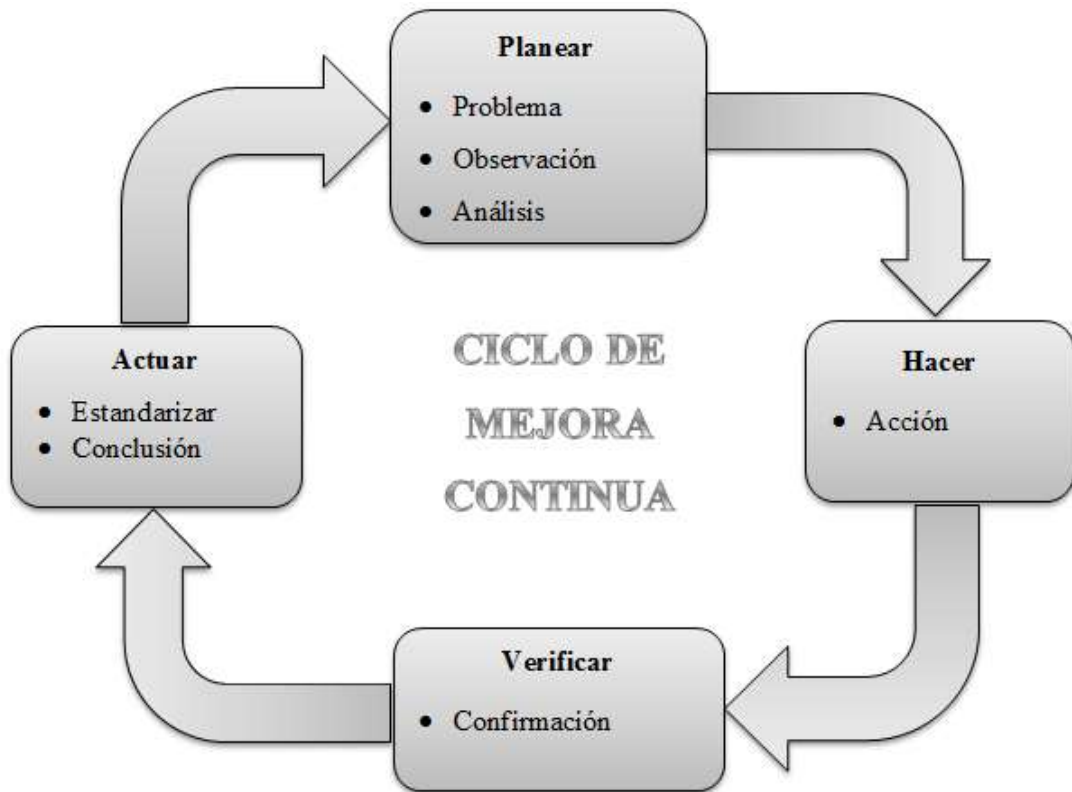 Planear
• Problema
• Observación
• Análisis
Hacer
• Acción
Verificar
• Confirmación
Actuar
• Estandarizar
• Conclusión
CICLO DE
MEJORA
CONTINUA